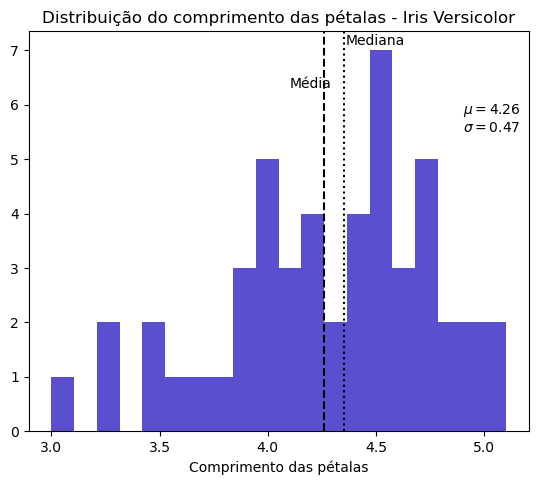 Distribuição do comprimento das pétalas - Iris Versicolor
Mediana
Média
μ = 4.26
σ = 0.47
7
6
5
4
3
2
1
0
3.0 3.5 4.0 4.5 5.0
Comprimento das pétalas